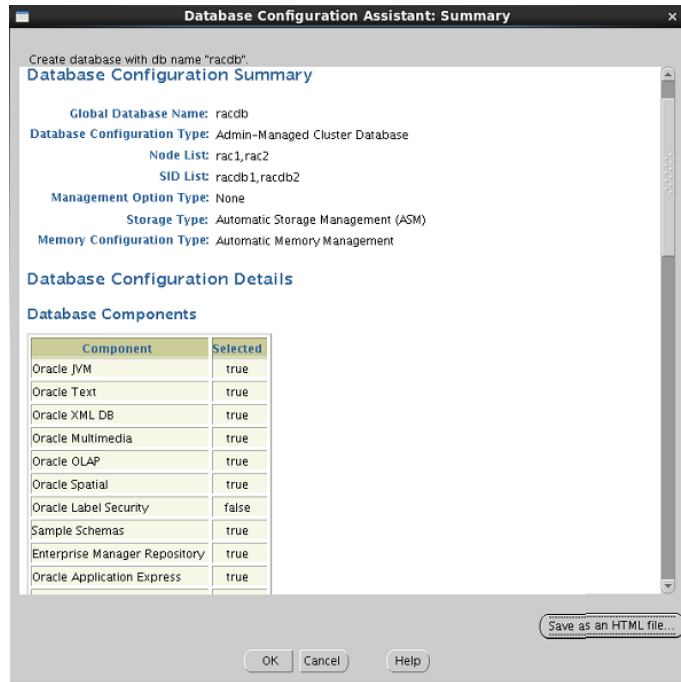 Database Configuration Assistant: Summary
Create database with db name "racdb".
Database Configuration Summary
Global Database Name: racdb
Database Configuration Type: Admin-Managed Cluster Database
Node List: rac1,rac2
SID List: racdb1,racdb2
Management Option Type: None
Storage Type: Automatic Storage Management (ASM)
Memory Configuration Type: Automatic Memory Management
Database Configuration Details
Database Components
Component Selected
Oracle JVM true
Oracle Text true
Oracle XML DB true
Oracle Multimedia true
Oracle OLAP true
Oracle Spatial true
Oracle Label Security false
Sample Schemas true
Enterprise Manager Repository true
Oracle Application Express true
Save as an HTML file...
OK Cancel Help